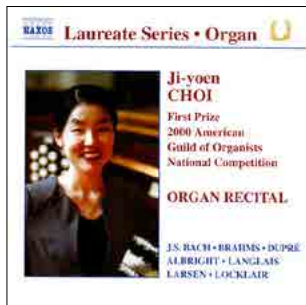 NAXOS
Laureate Series • Organ
Ji-yoen
CHOI
First Prize
2000 American
Guild of Organists
National Competition
ORGAN RECITAL
J.S. BACH • BRAHMS • DUPRÉ
ALBRIGHT • LANGLAIS
LARSEN • LOCKLAIR